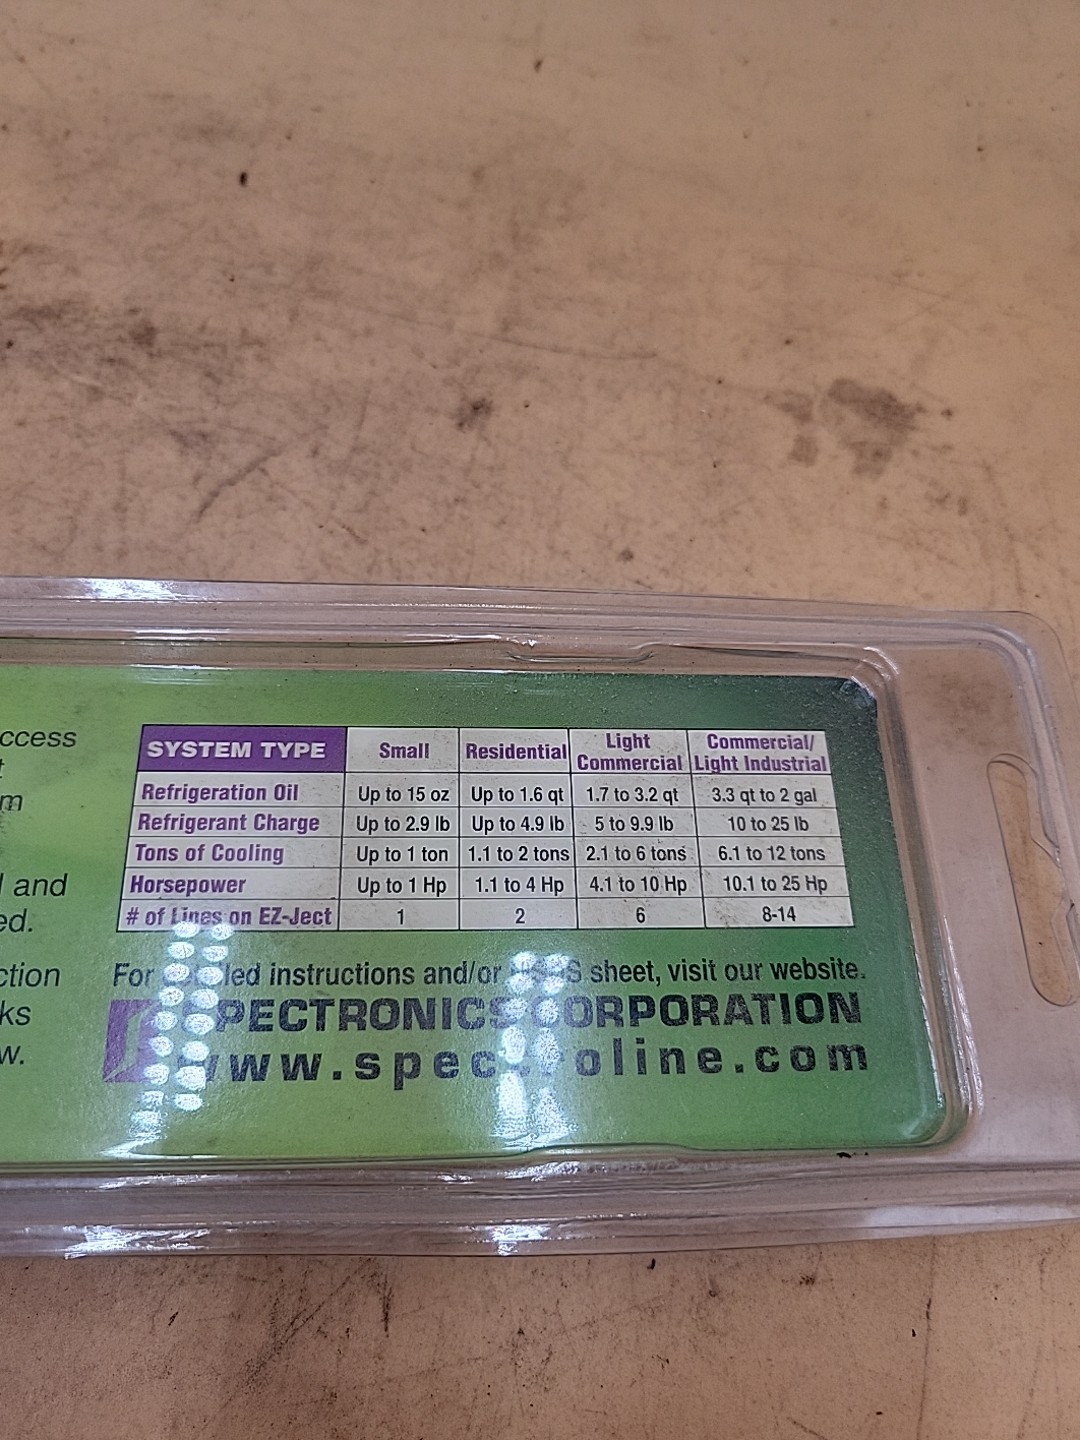 ccess
t
m
l and
ed.
ction
ks
w.
SYSTEM TYPE Small Residential Light Commercial Commercial/ Light Industrial
Refrigeration Oil Up to 15 oz Up to 1.6 qt 1.7 to 3.2 qt 3.3 qt to 2 gal
Refrigerant Charge Up to 2.9 lb Up to 4.9 lb 5 to 9.9 lb 10 to 25 lb
Tons of Cooling Up to 1 ton 1.1 to 2 tons 2.1 to 6 tons 6.1 to 12 tons
Horsepower Up to 1 Hp 1.1 to 4 Hp 4.1 to 10 Hp 10.1 to 25 Hp
# of Lines on EZ-Ject 1 2 6 8-14
For instructions and/or sheet, visit our website.
SPECTRONICS CORPORATION
www.spectroline.com